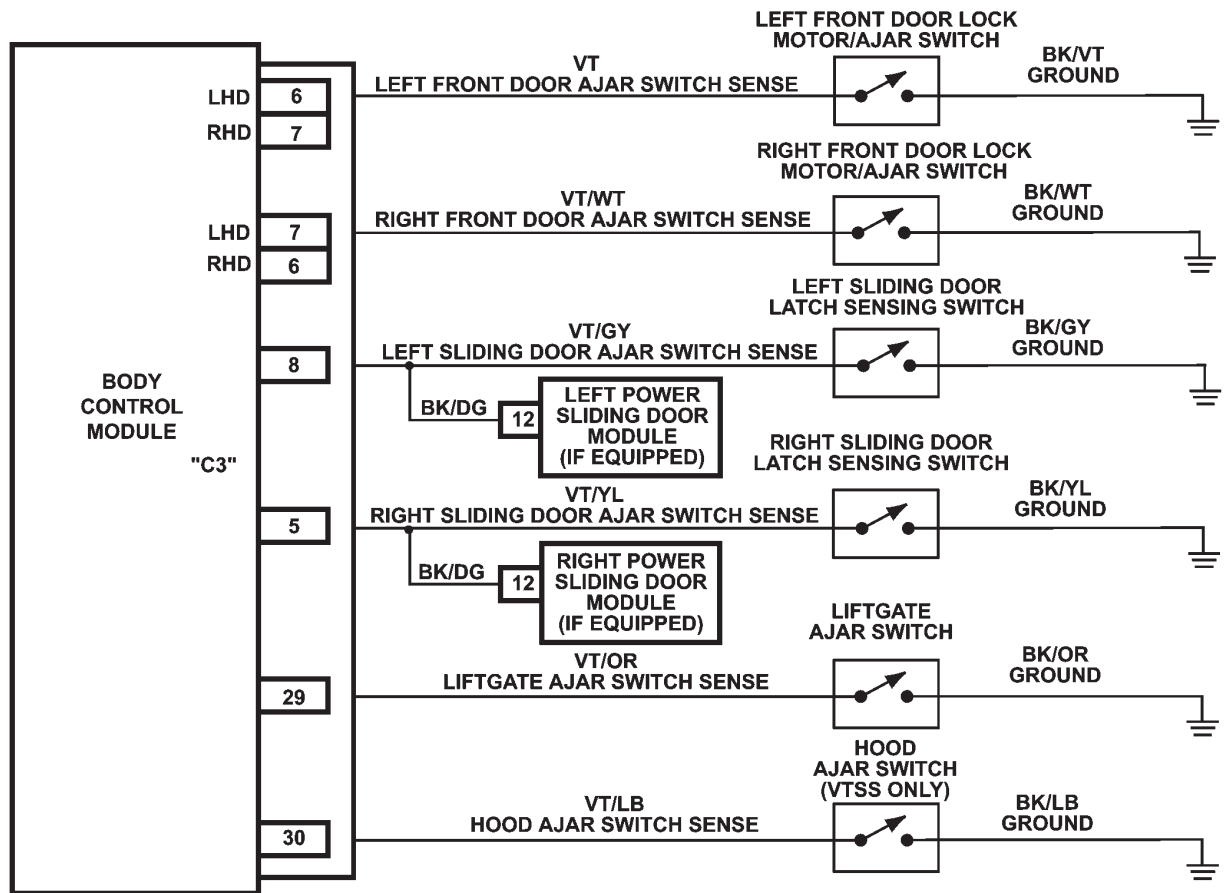 LEFT FRONT DOOR LOCK
MOTOR/AJAR SWITCH
VT
LEFT FRONT DOOR AJAR SWITCH SENSE
BK/VT
GROUND
LHD 6
RHD 7
RIGHT FRONT DOOR LOCK
MOTOR/AJAR SWITCH
VT/WT
RIGHT FRONT DOOR AJAR SWITCH SENSE
BK/WT
GROUND
LHD 7
RHD 6
LEFT SLIDING DOOR
LATCH SENSING SWITCH
VT/GY
LEFT SLIDING DOOR AJAR SWITCH SENSE
BK/GY
GROUND
8
BODY
CONTROL
MODULE
"C3"
BK/DG
12
LEFT POWER
SLIDING DOOR
MODULE
(IF EQUIPPED)
RIGHT SLIDING DOOR
LATCH SENSING SWITCH
VT/YL
RIGHT SLIDING DOOR AJAR SWITCH SENSE
BK/YL
GROUND
5
BK/DG
12
RIGHT POWER
SLIDING DOOR
MODULE
(IF EQUIPPED)
LIFTGATE
AJAR SWITCH
VT/OR
LIFTGATE AJAR SWITCH SENSE
BK/OR
GROUND
29
HOOD
AJAR SWITCH
(VTSS ONLY)
VT/LB
HOOD AJAR SWITCH SENSE
BK/LB
GROUND
30